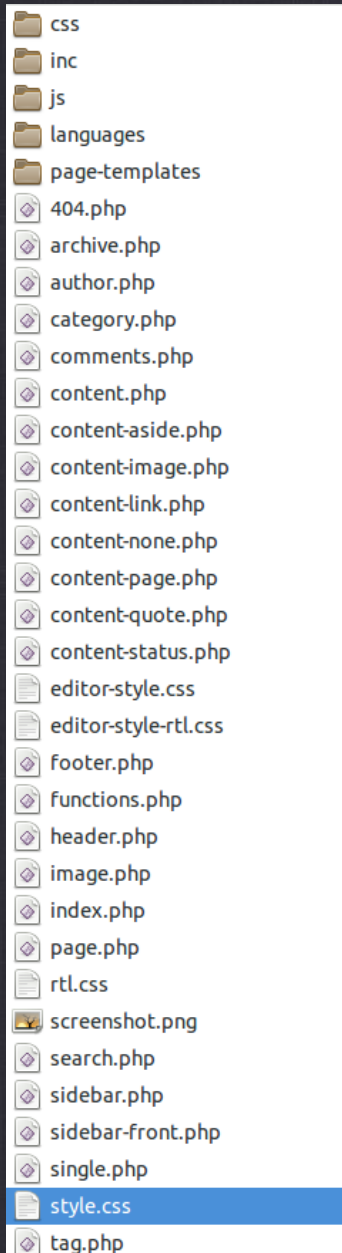 css
inc
js
languages
page-templates
404.php
archive.php
author.php
category.php
comments.php
content.php
content-aside.php
content-image.php
content-link.php
content-none.php
content-page.php
content-quote.php
content-status.php
editor-style.css
editor-style-rtl.css
footer.php
functions.php
header.php
image.php
index.php
page.php
rtl.css
screenshot.png
search.php
sidebar.php
sidebar-front.php
single.php
style.css
tag.php